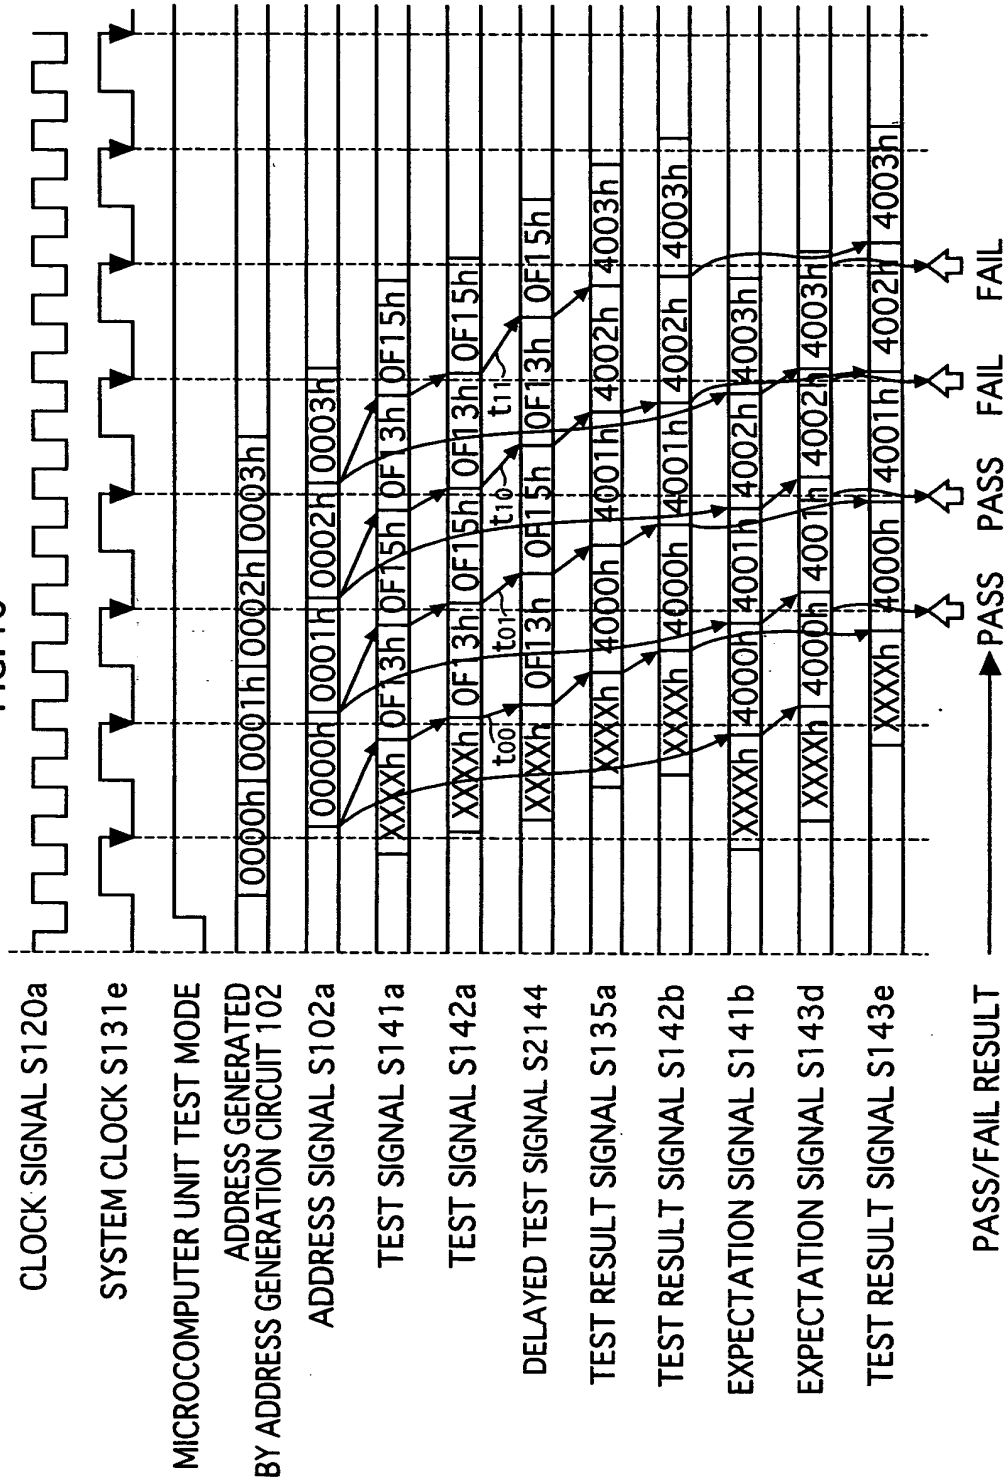 CLOCK SIGNAL S120a
SYSTEM CLOCK S131e
MICROCOMPUTER UNIT TEST MODE
ADDRESS GENERATED
BY ADDRESS GENERATION CIRCUIT 102
0000h 0001h 0002h 0003h
ADDRESS SIGNAL S102a 0000h 0001h 0002h 0003h
TEST SIGNAL S141a XXXXh 0F13h 0F15h 0F13h 0F15h
TEST SIGNAL S142a XXXXh 0F13h 0F15h 0F13h 0F15h
t00 t01 t10 t11
DELAYED TEST SIGNAL S2144 XXXXh 0F13h 0F15h 0F13h 0F15h
TEST RESULT SIGNAL S135a XXXXh 4000h 4001h 4002h 4003h
TEST RESULT SIGNAL S142b XXXXh 4000h 4001h 4002h 4003h
EXPECTATION SIGNAL S141b XXXXh 4000h 4001h 4002h 4003h
EXPECTATION SIGNAL S143d XXXXh 4000h 4001h 4002h 4003h
TEST RESULT SIGNAL S143e XXXXh 4000h 4001h 4002h 4003h
PASS/FAIL RESULT PASS PASS FAIL FAIL